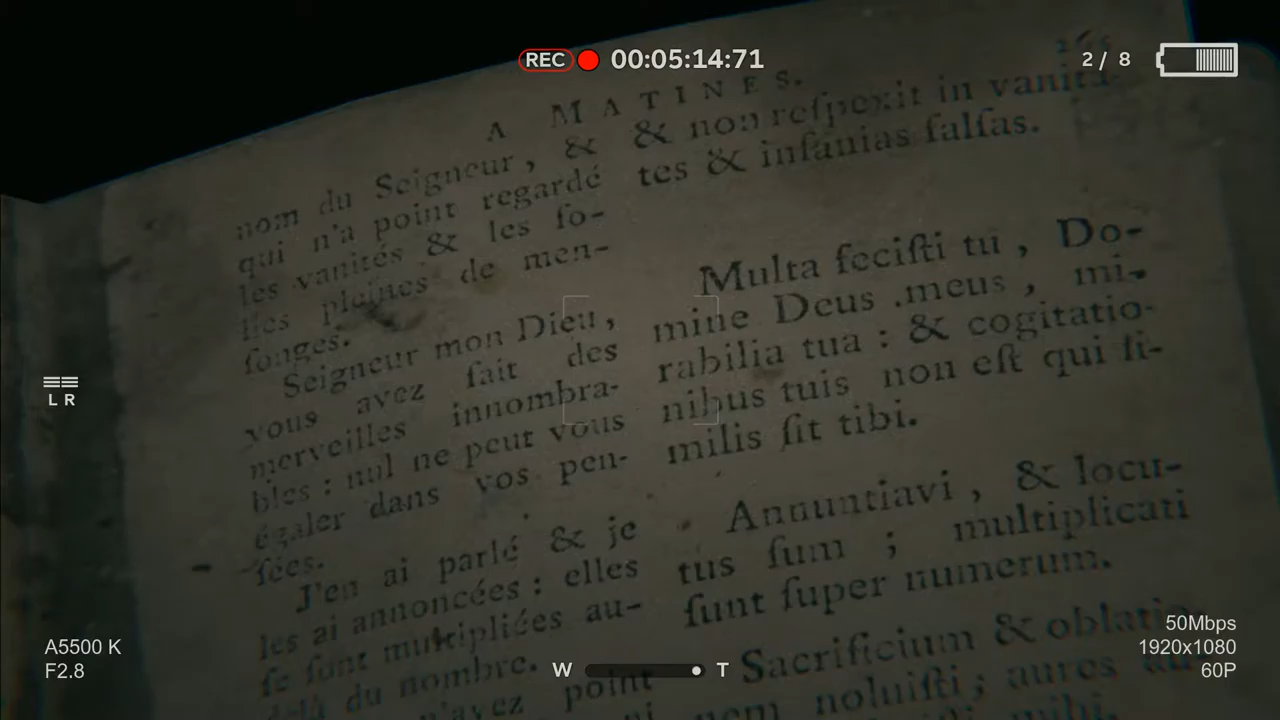 REC 00:05:14:71
2 / 8
A MATINES.
nom du Seigneur, &
qui n'a point regardé
les vanités & les fo-
lies pleines de men-
ſonges.
Seigneur mon Dieu,
vous avez fait des
merveilles innombra-
bles : nul ne peut vous
égaler dans vos pen-
ſées.
J'en ai parlé & je
les ai annoncées : elles
ſe ſont multipliées au-
delà du nombre.
n'avez point
& non reſpexit in vanita-
tes & inſanias falſas.
Multa feciſti tu, Do-
mine Deus meus, mi-
rabilia tua : & cogitatio-
nibus tuis non eſt qui ſi-
milis ſit tibi.
Annuntiavi, & locu-
tus ſum ; multiplicati
ſunt ſuper numerum.
Sacrificium & oblatio-
nem noluiſti ; aures
mihi.
L R
A5500 K
F2.8
W T
50Mbps
1920x1080
60P